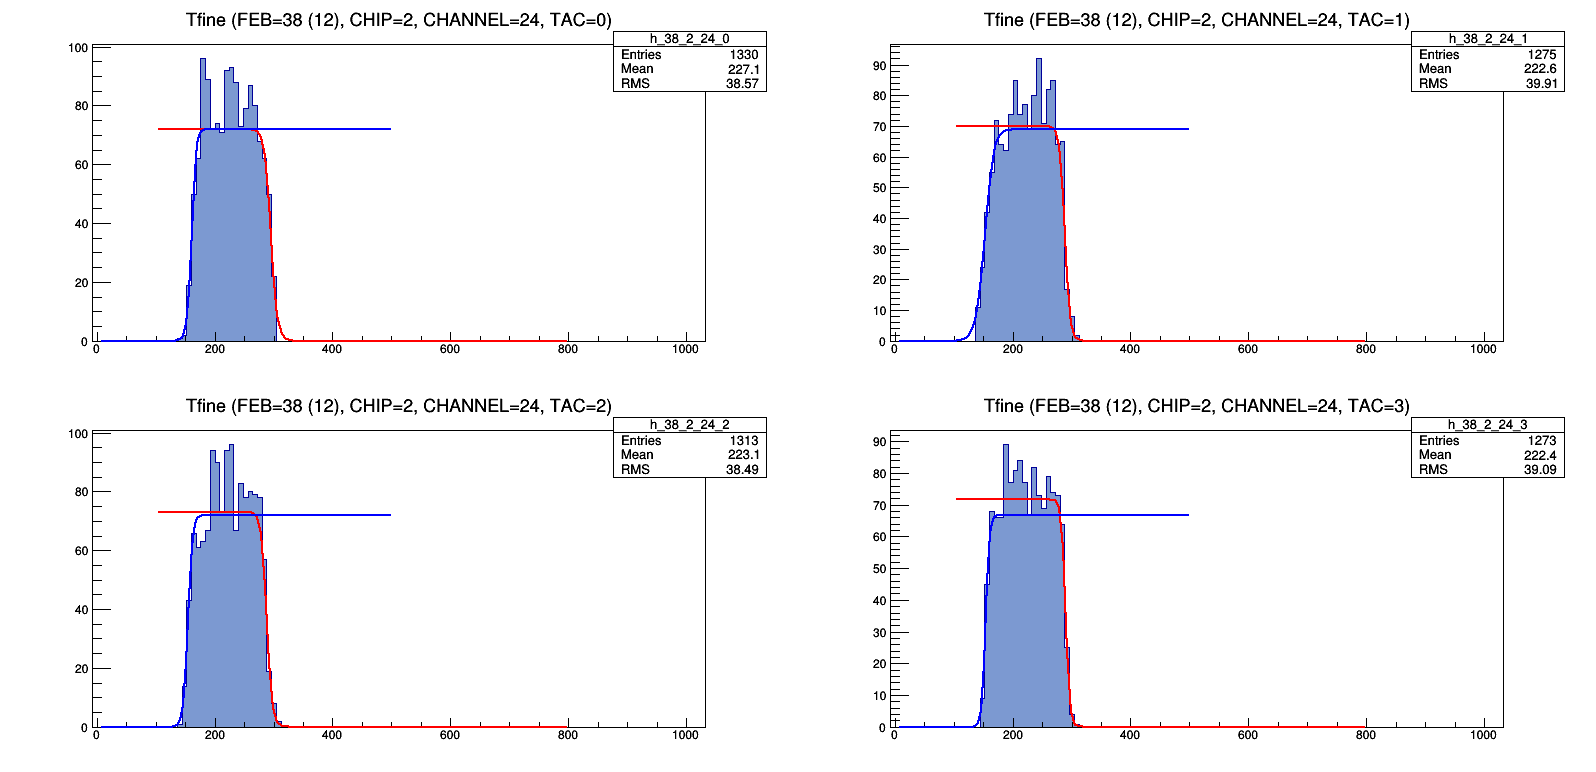 Tfine (FEB=38 (12), CHIP=2, CHANNEL=24, TAC=0)
h_38_2_24_0
Entries 1330
Mean 227.1
RMS 38.57
100
80
60
40
20
0
0 200 400 600 800 1000
Tfine (FEB=38 (12), CHIP=2, CHANNEL=24, TAC=1)
h_38_2_24_1
Entries 1275
Mean 222.6
RMS 39.91
90
80
70
60
50
40
30
20
10
0
0 200 400 600 800 1000
Tfine (FEB=38 (12), CHIP=2, CHANNEL=24, TAC=2)
h_38_2_24_2
Entries 1313
Mean 223.1
RMS 38.49
100
80
60
40
20
0
0 200 400 600 800 1000
Tfine (FEB=38 (12), CHIP=2, CHANNEL=24, TAC=3)
h_38_2_24_3
Entries 1273
Mean 222.4
RMS 39.09
90
80
70
60
50
40
30
20
10
0
0 200 400 600 800 1000